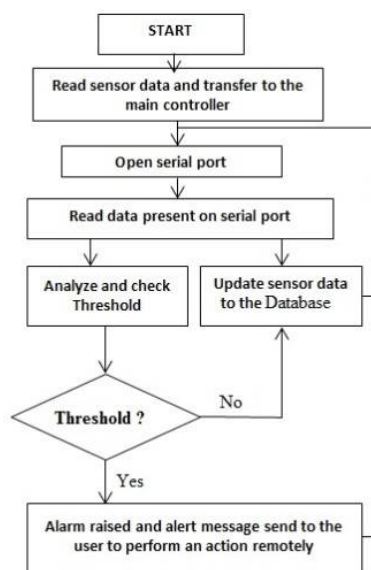 START
Read sensor data and transfer to the
main controller
Open serial port
Read data present on serial port
Analyze and check
Threshold
Update sensor data
to the Database
Threshold ?
No
Yes
Alarm raised and alert message send to the
user to perform an action remotely